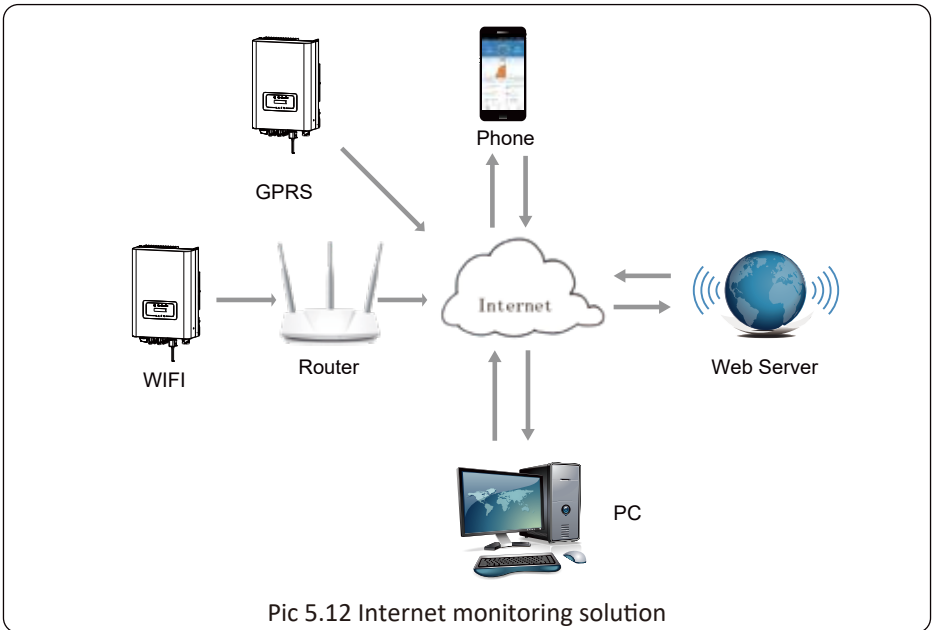 Phone
GPRS
Internet
WIFI
Router
Web Server
PC
Pic 5.12 Internet monitoring solution